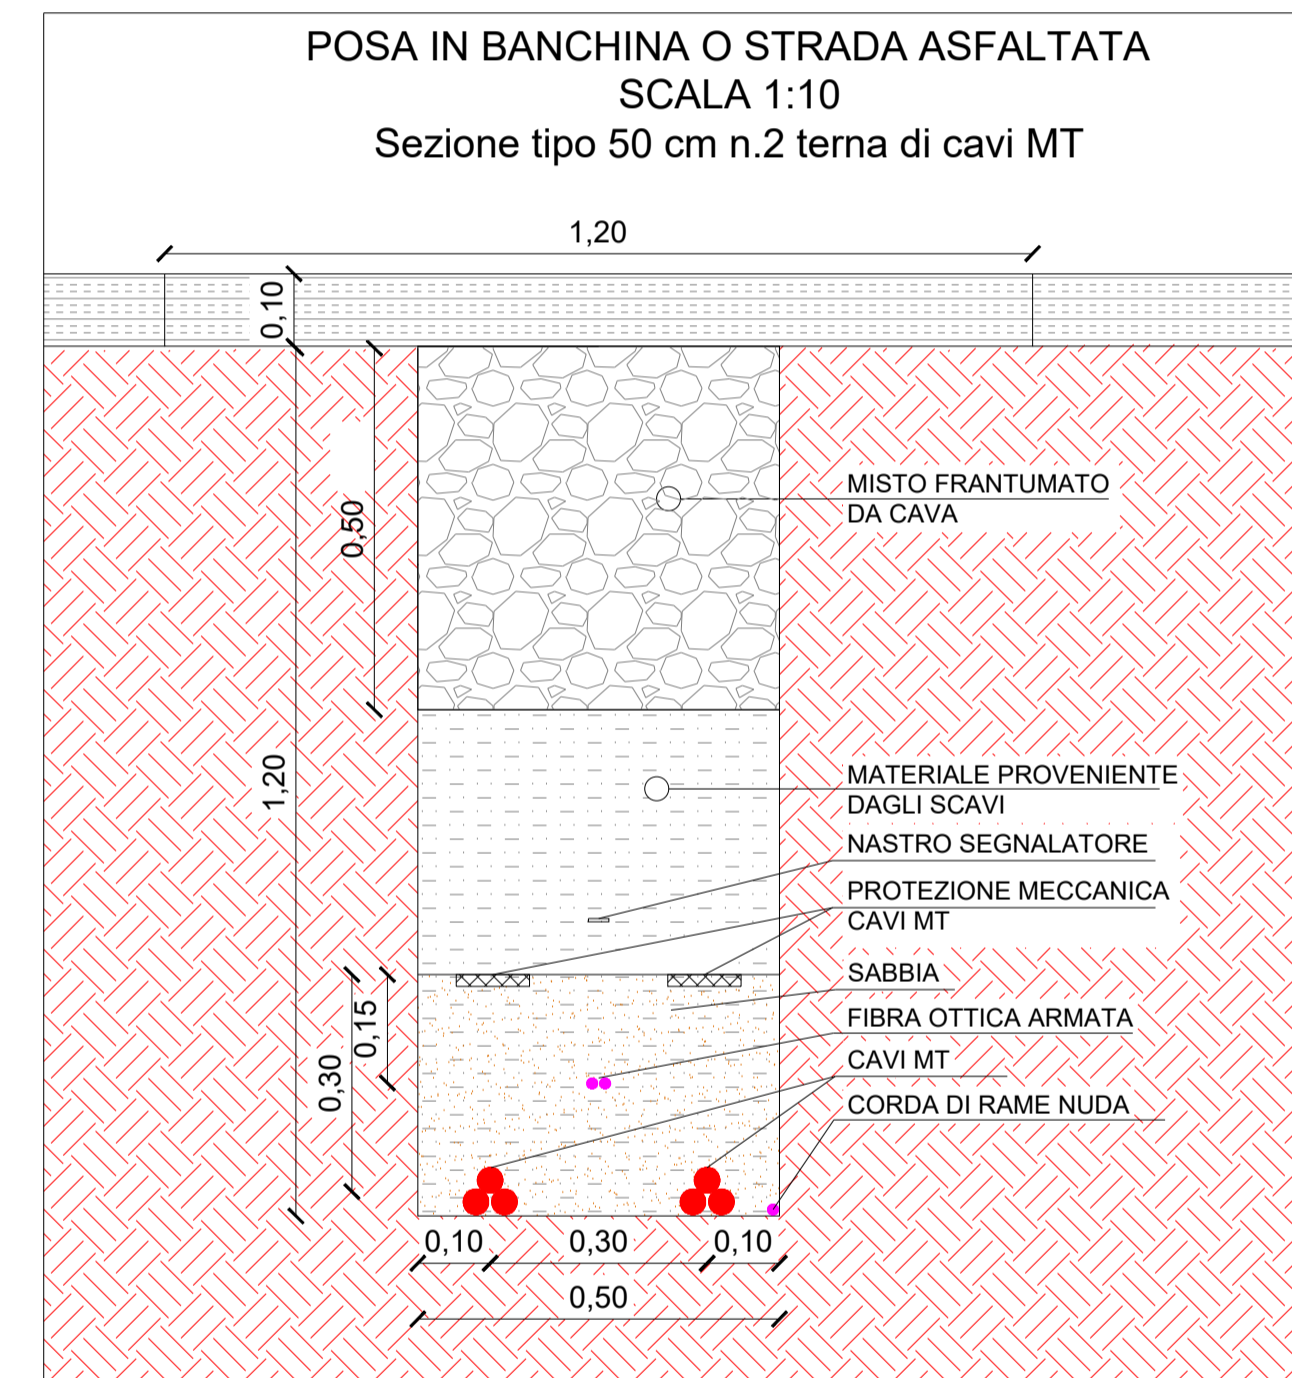 POSA IN BANCHINA O STRADA ASFALTATA
SCALA 1:10
Sezione tipo 50 cm n.2 terna di cavi MT
1,20
0,10
0,50
MISTO FRANTUMATO
DA CAVA
1,20
MATERIALE PROVENIENTE
DAGLI SCAVI
NASTRO SEGNALATORE
PROTEZIONE MECCANICA
CAVI MT
SABBIA
0,15
FIBRA OTTICA ARMATA
0,30
CAVI MT
CORDA DI RAME NUDA
0,10 0,30 0,10
0,50